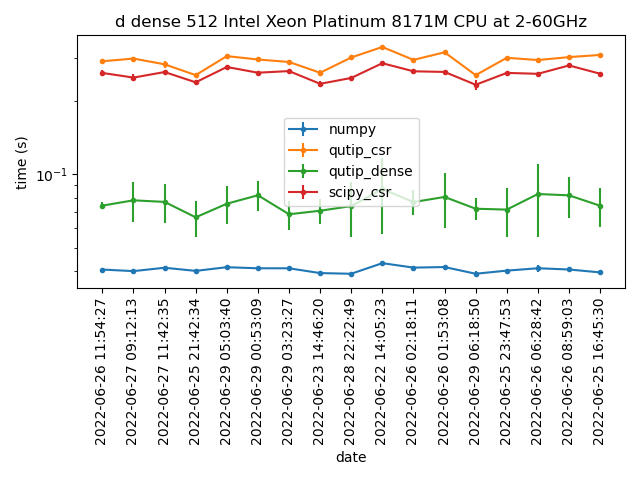 d dense 512 Intel Xeon Platinum 8171M CPU at 2-60GHz
time (s)
10⁻¹
numpy
qutip_csr
qutip_dense
scipy_csr
2022-06-26 11:54:27
2022-06-27 09:12:13
2022-06-27 11:42:35
2022-06-25 21:42:34
2022-06-29 05:03:40
2022-06-29 00:53:09
2022-06-29 03:23:27
2022-06-23 14:46:20
2022-06-28 22:22:49
2022-06-22 14:05:23
2022-06-26 02:18:11
2022-06-26 01:53:08
2022-06-29 06:18:50
2022-06-25 23:47:53
2022-06-26 06:28:42
2022-06-26 08:59:03
2022-06-25 16:45:30
date